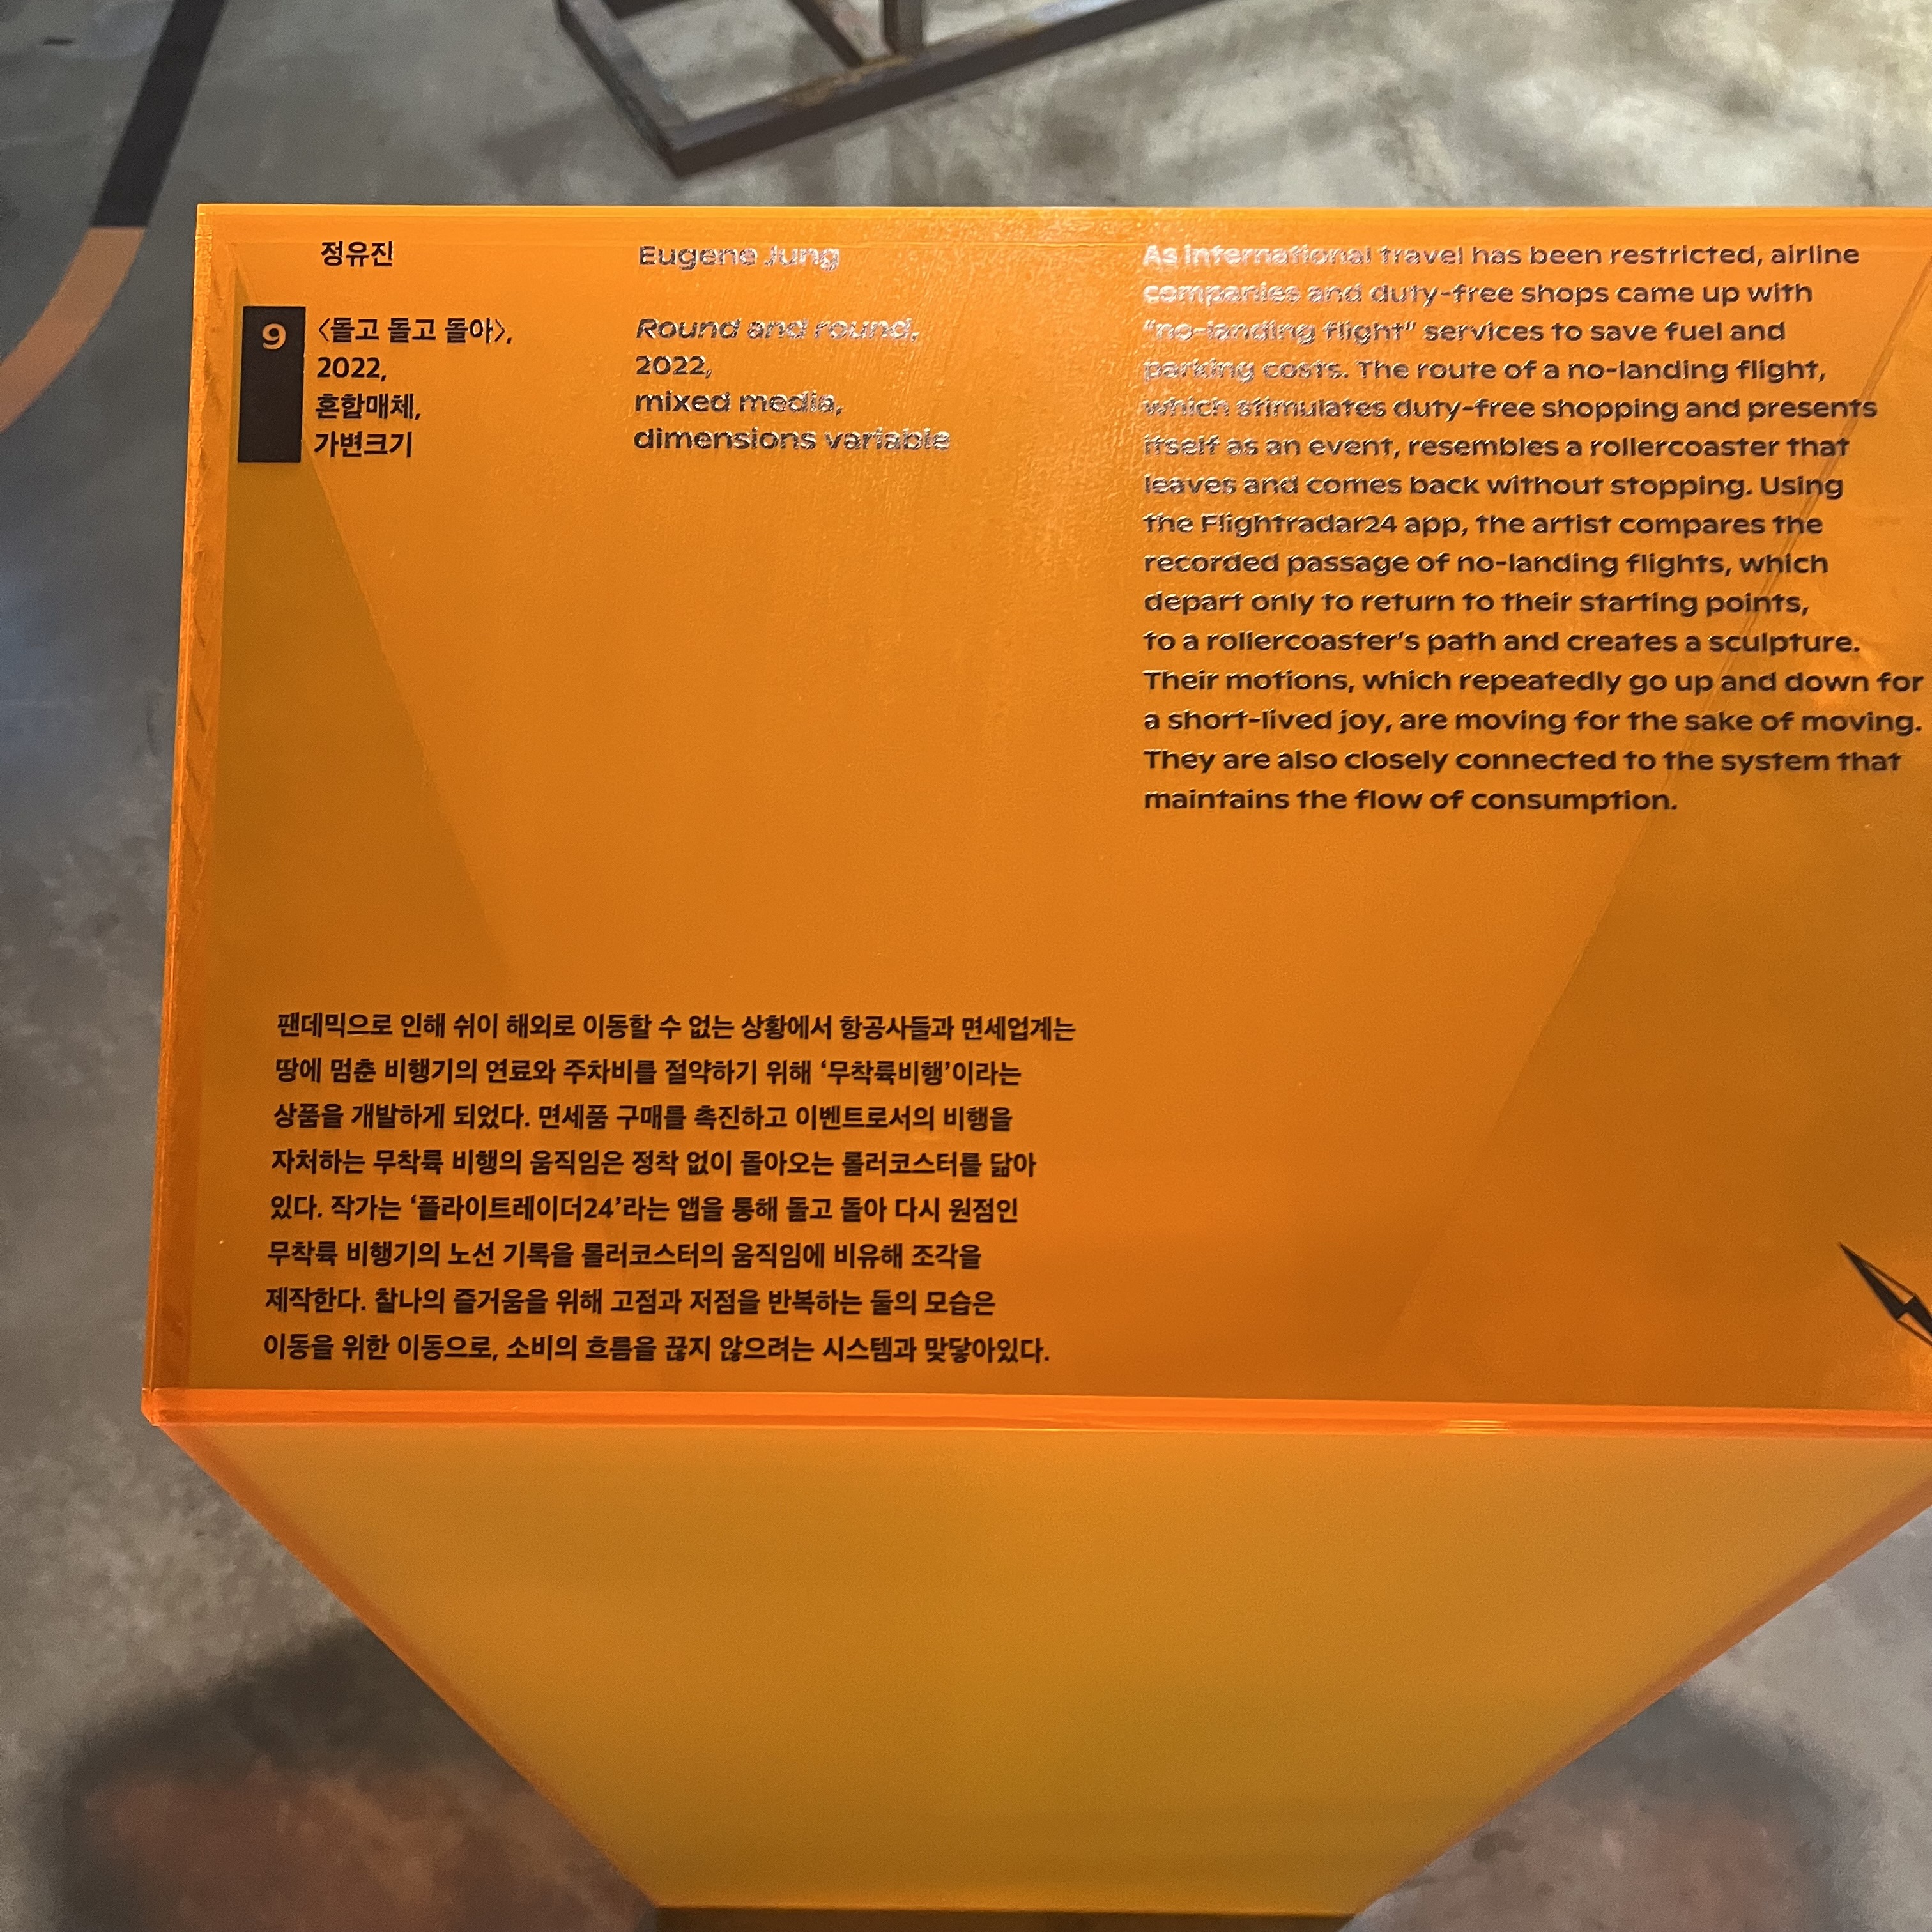 정유진
9
〈돌고 돌고 돌아〉,
2022,
혼합매체,
가변크기
Eugene Jung
Round and round,
2022,
mixed media,
dimensions variable
As international travel has been restricted, airline
companies and duty-free shops came up with
“no-landing flight” services to save fuel and
parking costs. The route of a no-landing flight,
which stimulates duty-free shopping and presents
itself as an event, resembles a rollercoaster that
leaves and comes back without stopping. Using
the Flightradar24 app, the artist compares the
recorded passage of no-landing flights, which
depart only to return to their starting points,
to a rollercoaster’s path and creates a sculpture.
Their motions, which repeatedly go up and down for
a short-lived joy, are moving for the sake of moving.
They are also closely connected to the system that
maintains the flow of consumption.
팬데믹으로 인해 쉬이 해외로 이동할 수 없는 상황에서 항공사들과 면세업계는
땅에 멈춘 비행기의 연료와 주차비를 절약하기 위해 ‘무착륙비행’이라는
상품을 개발하게 되었다. 면세품 구매를 촉진하고 이벤트로서의 비행을
자처하는 무착륙 비행의 움직임은 정착 없이 돌아오는 롤러코스터를 닮아
있다. 작가는 ‘플라이트레이더24’라는 앱을 통해 돌고 돌아 다시 원점인
무착륙 비행기의 노선 기록을 롤러코스터의 움직임에 비유해 조각을
제작한다. 찰나의 즐거움을 위해 고점과 저점을 반복하는 둘의 모습은
이동을 위한 이동으로, 소비의 흐름을 끊지 않으려는 시스템과 맞닿아있다.